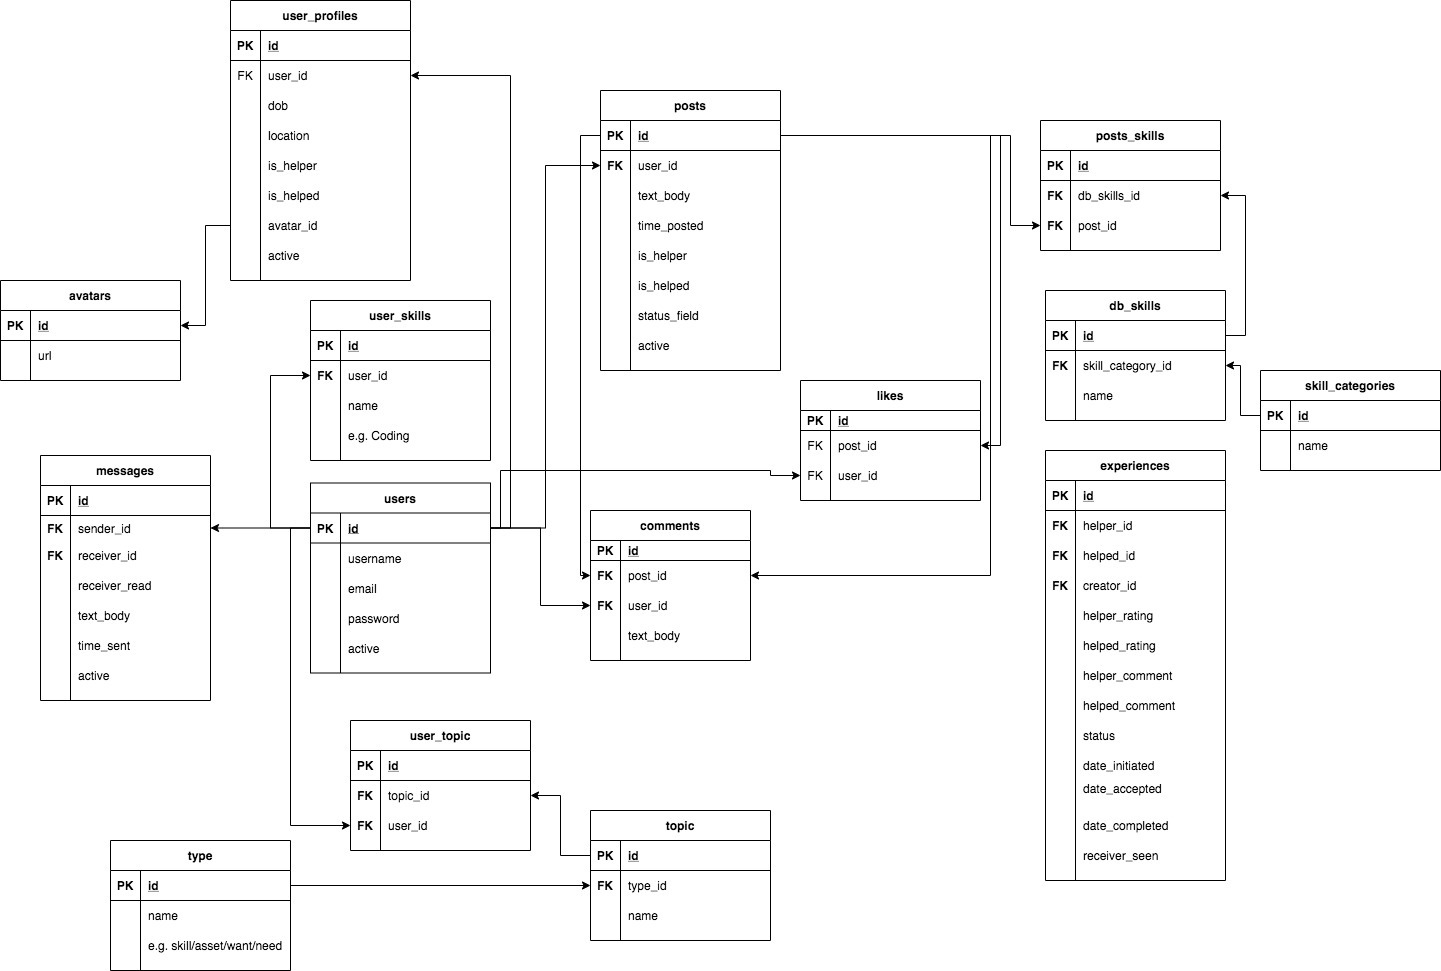 user_profiles
PK id
FK user_id
dob
location
is_helper
is_helped
avatar_id
active
posts
PK id
FK user_id
text_body
time_posted
is_helper
is_helped
status_field
active
posts_skills
PK id
FK db_skills_id
FK post_id
avatars
PK id
url
user_skills
PK id
FK user_id
name
e.g. Coding
db_skills
PK id
FK skill_category_id
name
skill_categories
PK id
name
likes
PK id
FK post_id
FK user_id
messages
PK id
FK sender_id
FK receiver_id
receiver_read
text_body
time_sent
active
users
PK id
username
email
password
active
comments
PK id
FK post_id
FK user_id
text_body
experiences
PK id
FK helper_id
FK helped_id
FK creator_id
helper_rating
helped_rating
helper_comment
helped_comment
status
date_initiated
date_accepted
date_completed
receiver_seen
user_topic
PK id
FK topic_id
FK user_id
topic
PK id
FK type_id
name
type
PK id
name
e.g. skill/asset/want/need